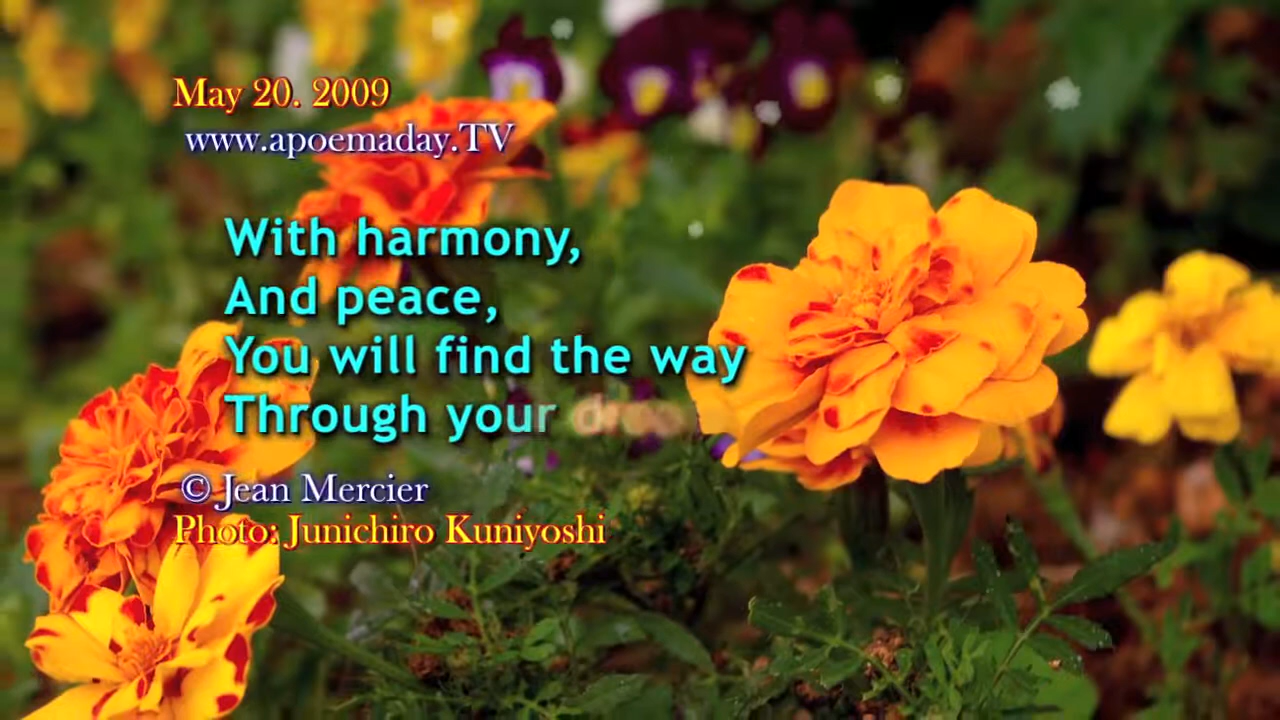 May 20. 2009
www.apoemaday.TV
With harmony,
And peace,
You will find the way
Through your
© Jean Mercier
Photo: Junichiro Kuniyoshi